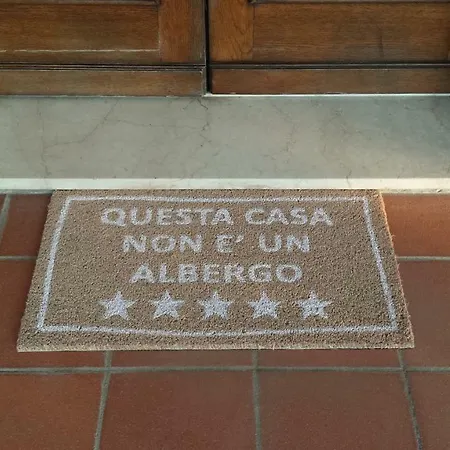 QUESTA CASA
NON E' UN
ALBERGO